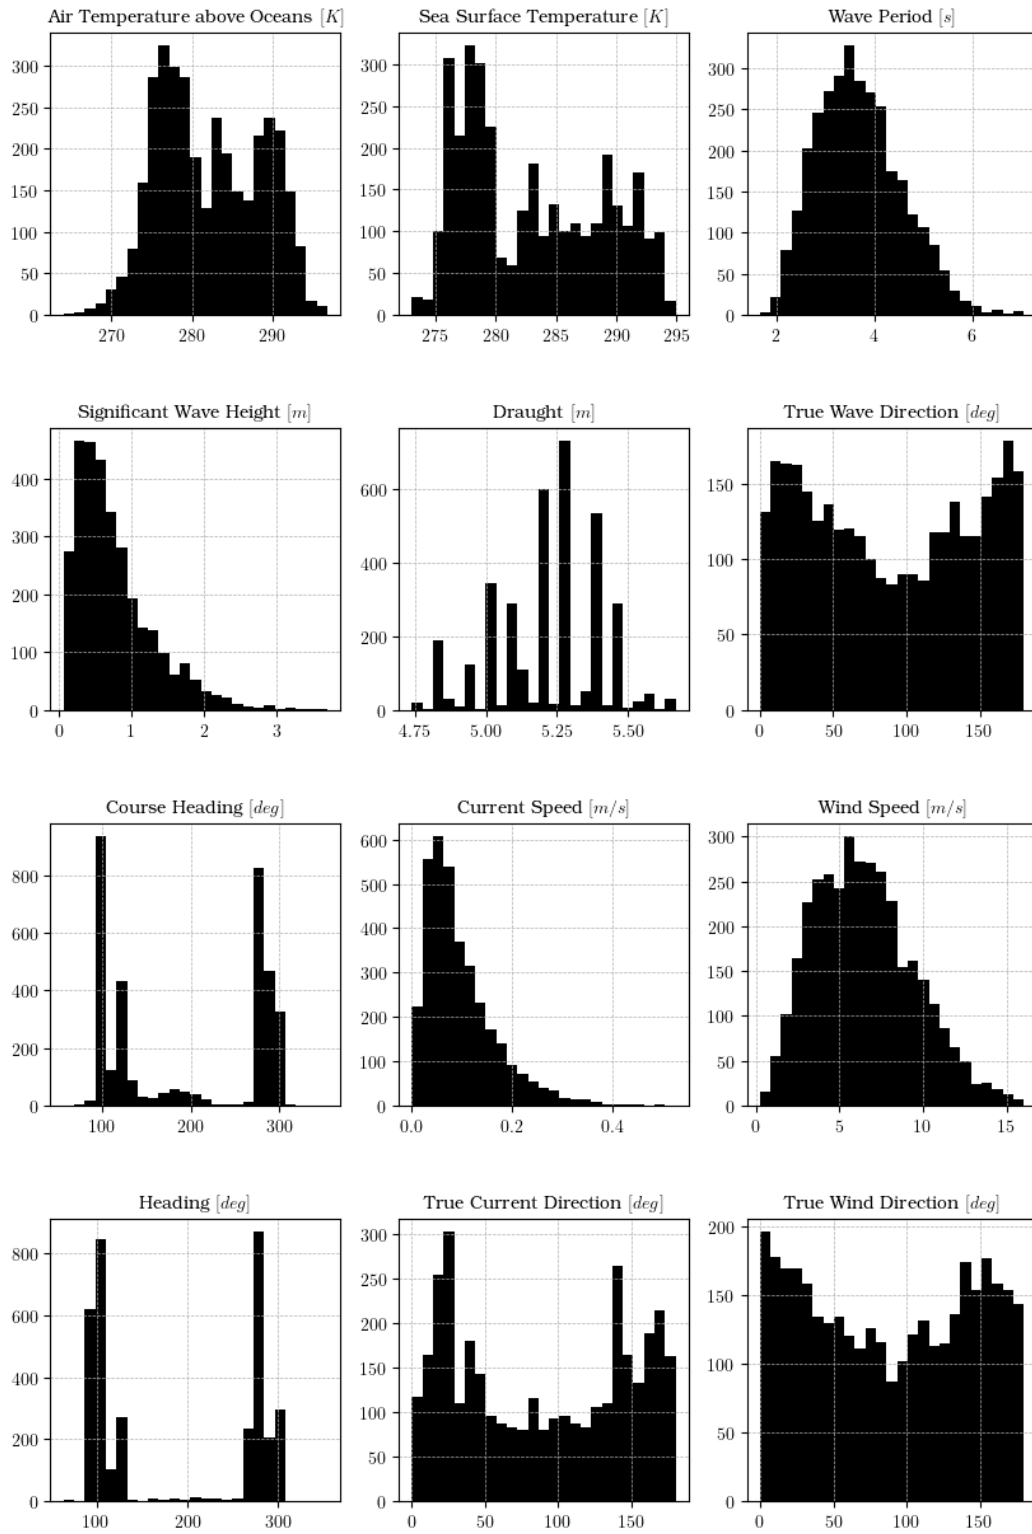 Air Temperature above Oceans [K] Sea Surface Temperature [K] Wave Period [s]
300 300 300
250 250 250
200 200 200
150 150 150
100 100 100
50 50 50
0 0 0
270 280 290 275 280 285 290 295 2 4 6
Significant Wave Height [m] Draught [m] True Wave Direction [deg]
400 600 150
300 400 100
200 200 50
100 0 0
0
0 1 2 3 4.75 5.00 5.25 5.50 0 50 100 150
Course Heading [deg] Current Speed [m/s] Wind Speed [m/s]
800 600 300
600 500 250
400 400 200
200 300 150
0 200 100
100 50
0 0
100 200 300 0.0 0.2 0.4 0 5 10 15
Heading [deg] True Current Direction [deg] True Wind Direction [deg]
800 300 200
600 250 150
400 200 100
200 150 50
0 100 0
50
0
100 200 300 0 50 100 150 0 50 100 150